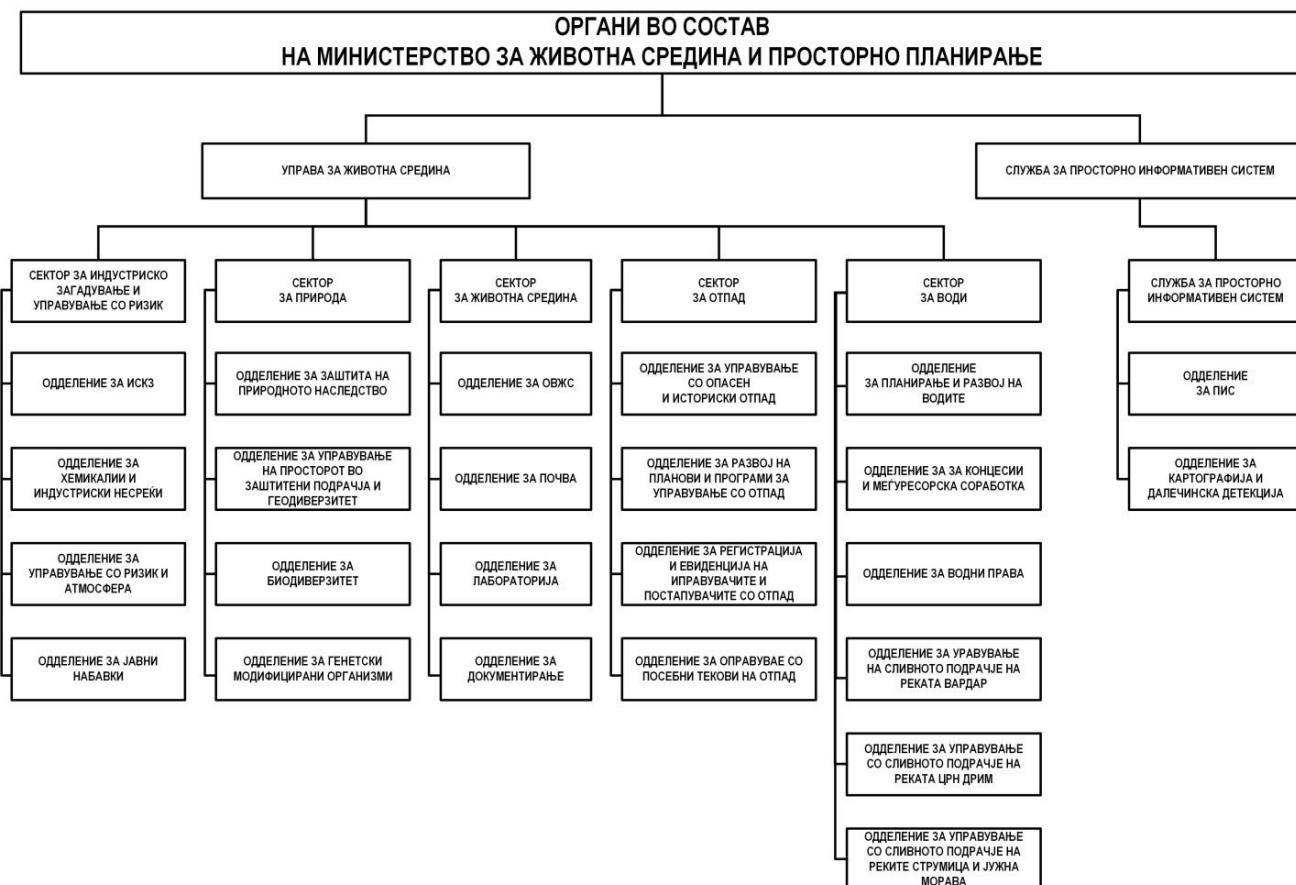 ОРГАНИ ВО СОСТАВ
НА МИНИСТЕРСТВО ЗА ЖИВОТНА СРЕДИНА И ПРОСТОРНО ПЛАНИРАЊЕ
УПРАВА ЗА ЖИВОТНА СРЕДИНА
СЛУЖБА ЗА ПРОСТОРНО ИНФОРМАТИВЕН СИСТЕМ
СЕКТОР ЗА ИНДУСТРИСКО
ЗАГАДУВАЊЕ И
УПРАВУВАЊЕ СО РИЗИК
ОДДЕЛЕНИЕ ЗА ИСКЗ
ОДДЕЛЕНИЕ ЗА
ХЕМИКАЛИИ И
ИНДУСТРИСКИ НЕСРЕЌИ
ОДДЕЛЕНИЕ ЗА
УПРАВУВАЊЕ СО РИЗИК И
АТМОСФЕРА
ОДДЕЛЕНИЕ ЗА ЈАВНИ
НАБАВКИ
СЕКТОР
ЗА ПРИРОДА
ОДДЕЛЕНИЕ ЗА ЗАШТИТА НА
ПРИРОДНОТО НАСЛЕДСТВО
ОДДЕЛЕНИЕ ЗА УПРАВУВАЊЕ
НА ПРОСТОРОТ ВО
ЗАШТИТЕНИ ПОДРАЧЈА И
ГЕОДИВЕРЗИТЕТ
ОДДЕЛЕНИЕ ЗА
БИОДИВЕРЗИТЕТ
ОДДЕЛЕНИЕ ЗА ГЕНЕТСКИ
МОДИФИЦИРАНИ ОРГАНИЗМИ
СЕКТОР
ЗА ЖИВОТНА СРЕДИНА
ОДДЕЛЕНИЕ ЗА ОВЖС
ОДДЕЛЕНИЕ ЗА ПОЧВА
ОДДЕЛЕНИЕ ЗА
ЛАБОРАТОРИЈА
ОДДЕЛЕНИЕ ЗА
ДОКУМЕНТИРАЊЕ
СЕКТОР
ЗА ОТПАД
ОДДЕЛЕНИЕ ЗА УПРАВУВАЊЕ
СО ОПАСЕН
И ИСТОРИСКИ ОТПАД
ОДДЕЛЕНИЕ ЗА РАЗВОЈ НА
ПЛАНОВИ И ПРОГРАМИ ЗА
УПРАВУВАЊЕ СО ОТПАД
ОДДЕЛЕНИЕ ЗА РЕГИСТРАЦИЈА
И ЕВИДЕНЦИЈА НА
ИПРАВУВАЧИТЕ И
ПОСТАПУВАЧИТЕ СО ОТПАД
ОДДЕЛЕНИЕ ЗА ОПРАВУВАЕ СО
ПОСЕБНИ ТЕКОВИ НА ОТПАД
СЕКТОР
ЗА ВОДИ
ОДДЕЛЕНИЕ
ЗА ПЛАНИРАЊЕ И РАЗВОЈ НА
ВОДИТЕ
ОДДЕЛЕНИЕ ЗА ЗА КОНЦЕСИИ
И МЕЃУРЕСОРСКА СОРАБОТКА
ОДДЕЛЕНИЕ ЗА ВОДНИ ПРАВА
ОДДЕЛЕНИЕ ЗА УРАВУВАЊЕ
НА СЛИВНОТО ПОДРАЧЈЕ НА
РЕКАТА ВАРДАР
ОДДЕЛЕНИЕ ЗА УПРАВУВАЊЕ
СО СЛИВНОТО ПОДРАЧЈЕ НА
РЕКАТА ЦРН ДРИМ
ОДДЕЛЕНИЕ ЗА УПРАВУВАЊЕ
СО СЛИВНОТО ПОДРАЧЈЕ НА
РЕКИТЕ СТРУМИЦА И ЈУЖНА
МОРАВА
СЛУЖБА ЗА ПРОСТОРНО
ИНФОРМАТИВЕН СИСТЕМ
ОДДЕЛЕНИЕ
ЗА ПИС
ОДДЕЛЕНИЕ ЗА
КАРТОГРАФИЈА И
ДАЛЕЧИНСКА ДЕТЕКЦИЈА